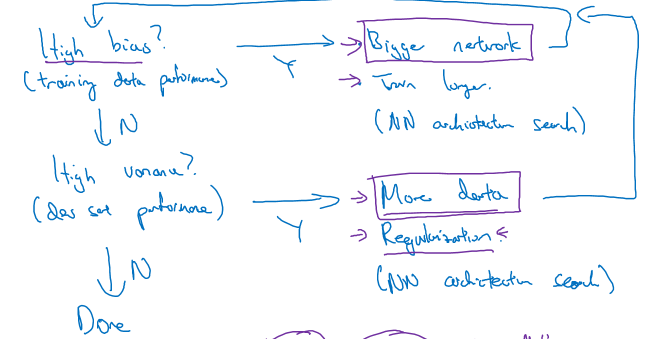 High bias?
(training data performance)
Y
Bigger network
Train longer.
(NN architecture search)
N
High variance?
(dev set performance)
Y
More data
Regularization.
(NN architecture search)
N
Done